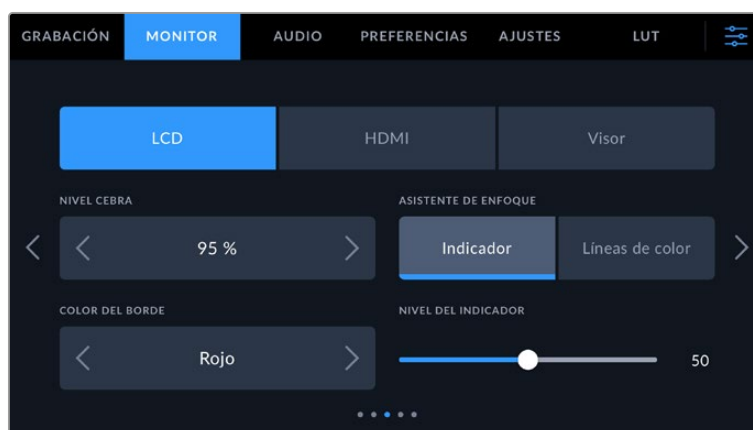 GRABACIÓN MONITOR AUDIO PREFERENCIAS AJUSTES LUT
LCD HDMI Visor
NIVEL CEBRA ASISTENTE DE ENFOQUE
95 % Indicador Líneas de color
COLOR DEL BORDE NIVEL DEL INDICADOR
Rojo 50